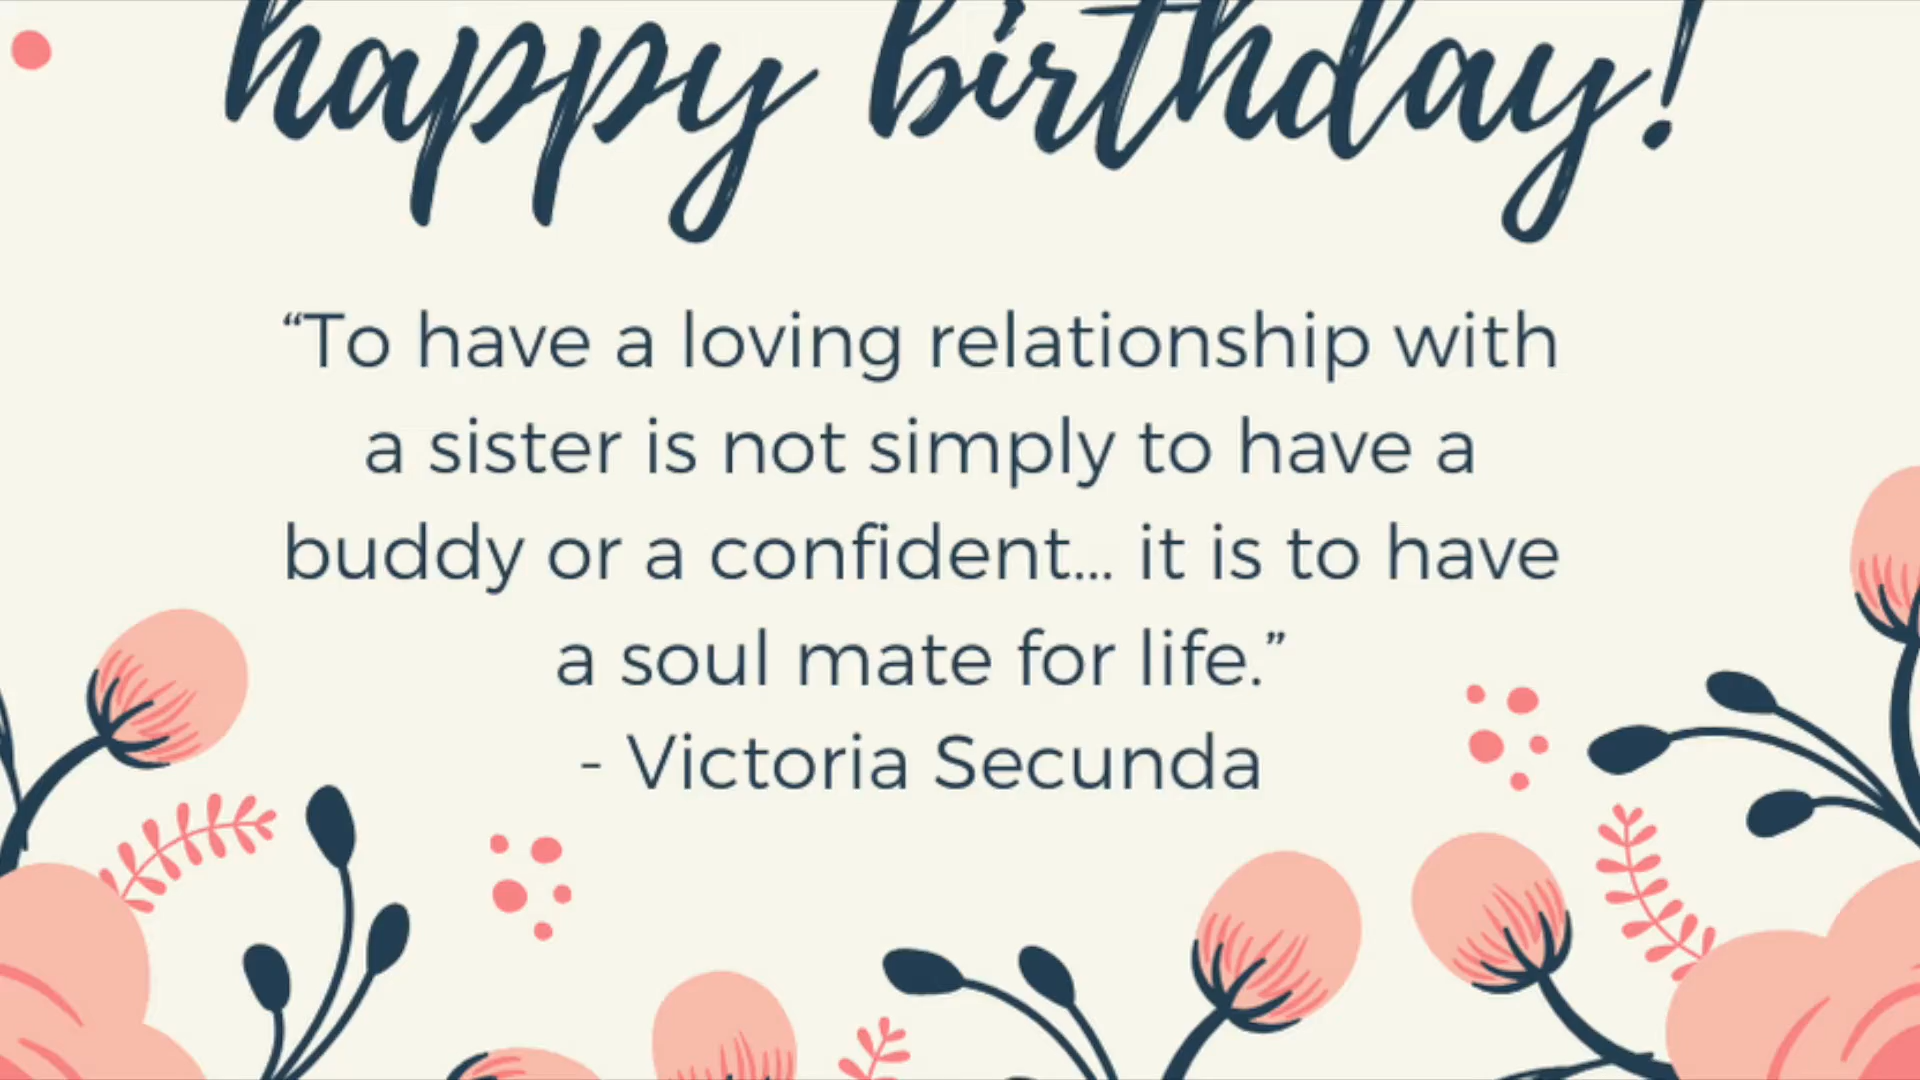 happy birthday!
“To have a loving relationship with
a sister is not simply to have a
buddy or a confident... it is to have
a soul mate for life.”
- Victoria Secunda